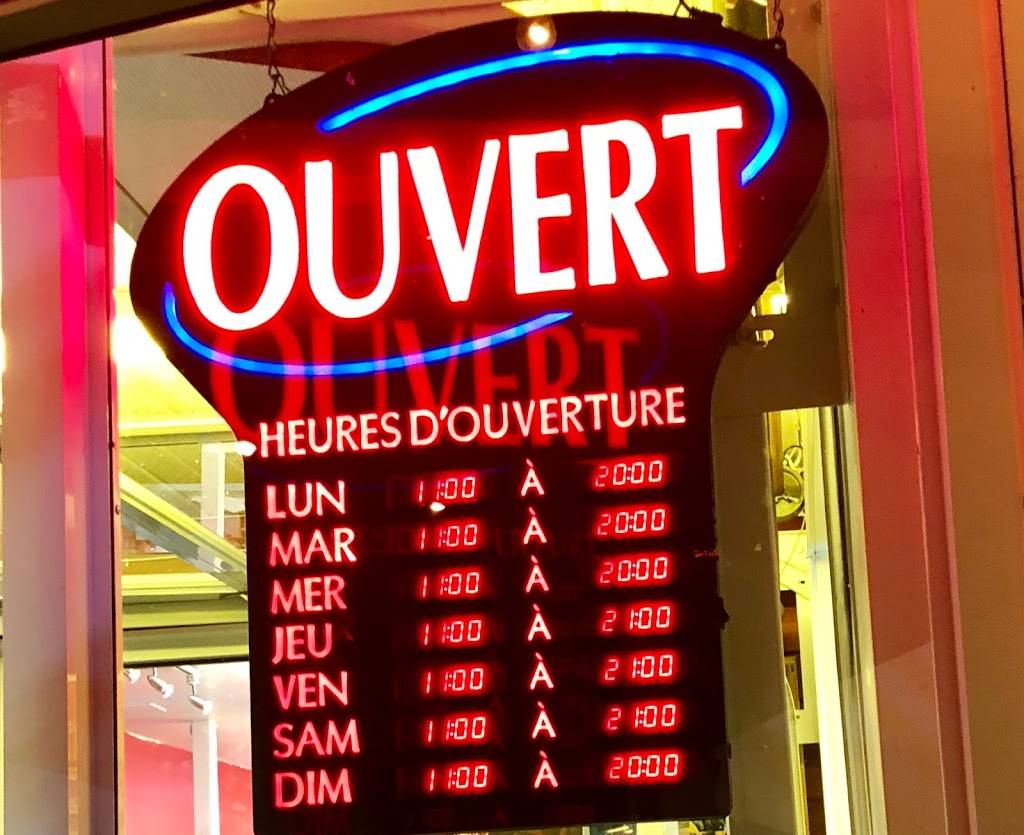 OUVERT
HEURES D'OUVERTURE
LUN 11:00 À 20:00
MAR 11:00 À 20:00
MER 11:00 À 20:00
JEU 11:00 À 21:00
VEN 11:00 À 21:00
SAM 11:00 À 21:00
DIM 11:00 À 20:00